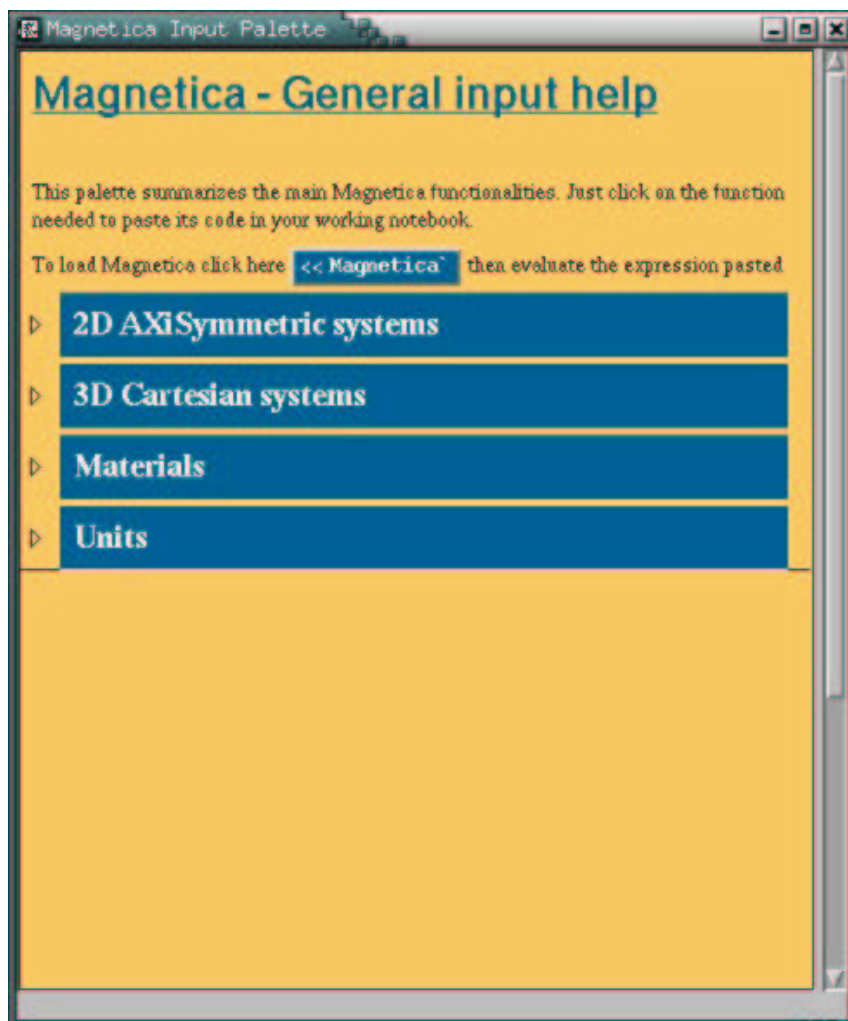 Magnetica Input Palette
Magnetica - General input help
This palette summarizes the main Magnetica functionalities. Just click on the function
needed to paste its code in your working notebook.
To load Magnetica click here <<Magnetica` then evaluate the expression pasted
2D AXiSymmetric systems
3D Cartesian systems
Materials
Units